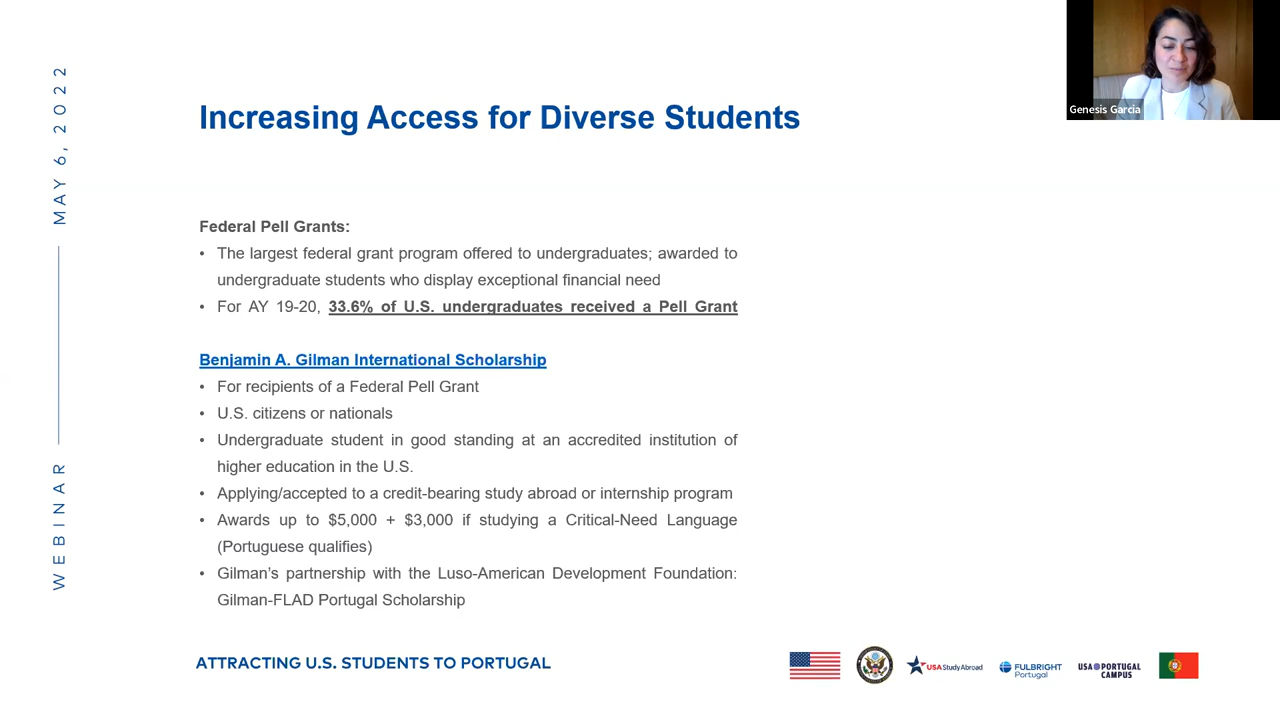 Genesis Garcia
MAY 6, 2022
WEBINAR
Increasing Access for Diverse Students
Federal Pell Grants:
• The largest federal grant program offered to undergraduates; awarded to
undergraduate students who display exceptional financial need
• For AY 19-20, 33.6% of U.S. undergraduates received a Pell Grant
Benjamin A. Gilman International Scholarship
• For recipients of a Federal Pell Grant
• U.S. citizens or nationals
• Undergraduate student in good standing at an accredited institution of
higher education in the U.S.
• Applying/accepted to a credit-bearing study abroad or internship program
• Awards up to $5,000 + $3,000 if studying a Critical-Need Language
(Portuguese qualifies)
• Gilman’s partnership with the Luso-American Development Foundation:
Gilman-FLAD Portugal Scholarship
ATTRACTING U.S. STUDENTS TO PORTUGAL
USA Study Abroad
FULBRIGHT
Portugal
USA@PORTUGAL
CAMPUS